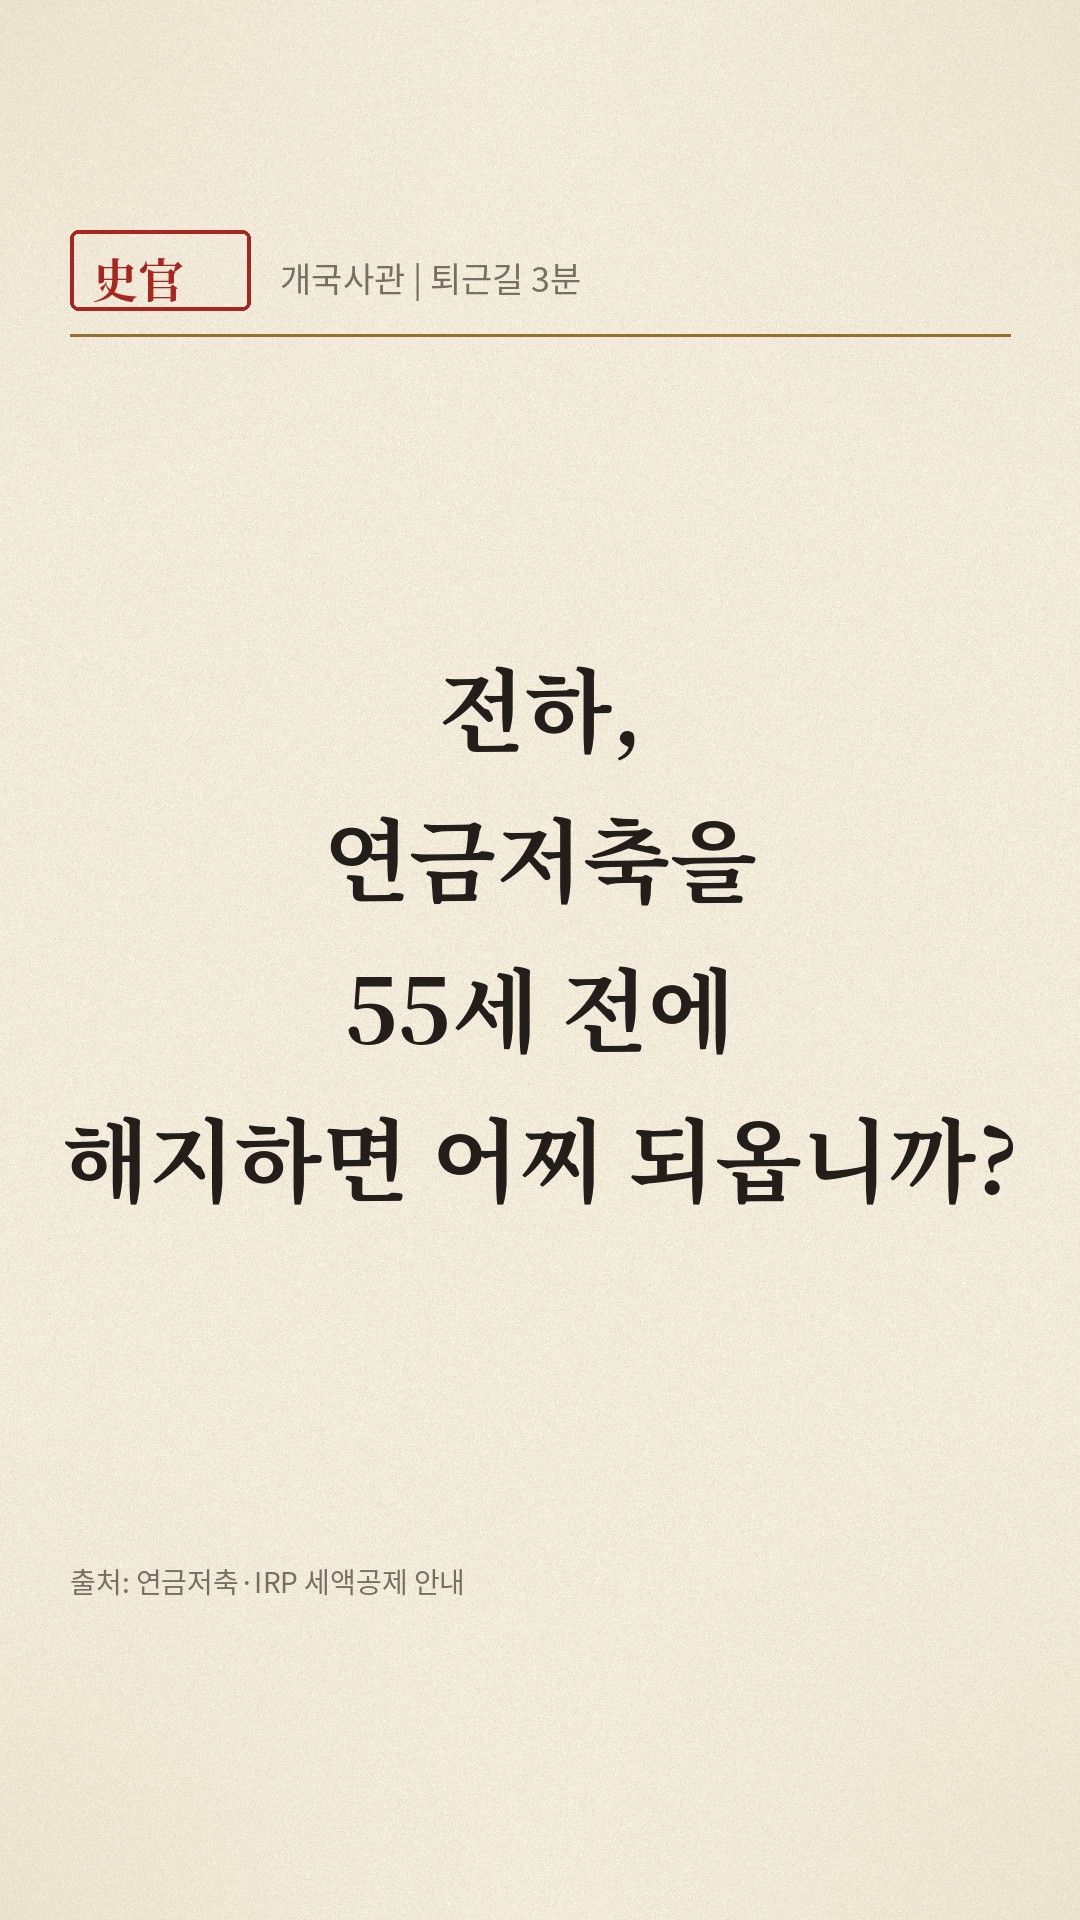 史官
개국사관 | 퇴근길 3분
전하,
연금저축을
55세 전에
해지하면 어찌 되옵니까?
출처: 연금저축·IRP 세액공제 안내